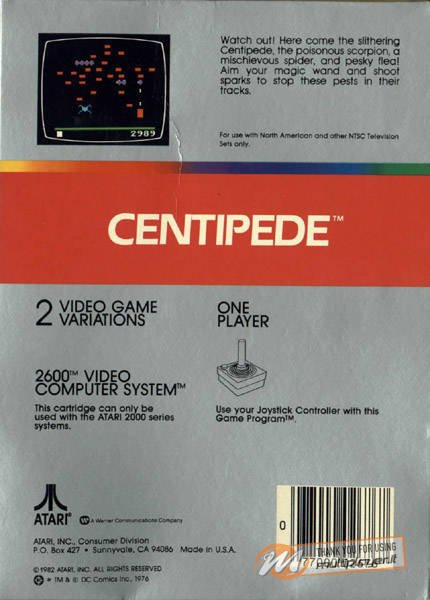 Watch out! Here come the slithering
Centipede, the poisonous scorpion, a
mischievous spider, and pesky flea!
Aim your magic wand and shoot
sparks to stop these pests in their
tracks.
2989
For use with North American and other NTSC Television
Sets only.
CENTIPEDE™
2 VIDEO GAME
VARIATIONS
ONE
PLAYER
2600™ VIDEO
COMPUTER SYSTEM™
This cartridge can only be
used with the ATARI 2000 series
systems.
Use your Joystick Controller with this
Game Program™.
ATARI®
A Warner Communications Company
ATARI, INC., Consumer Division
P.O. Box 427 • Sunnyvale, CA 94086 Made in U.S.A.
© 1982 ATARI, INC. ALL RIGHTS RESERVED
* TM & © DC Comics Inc., 1976
0
THANK YOU FOR USING